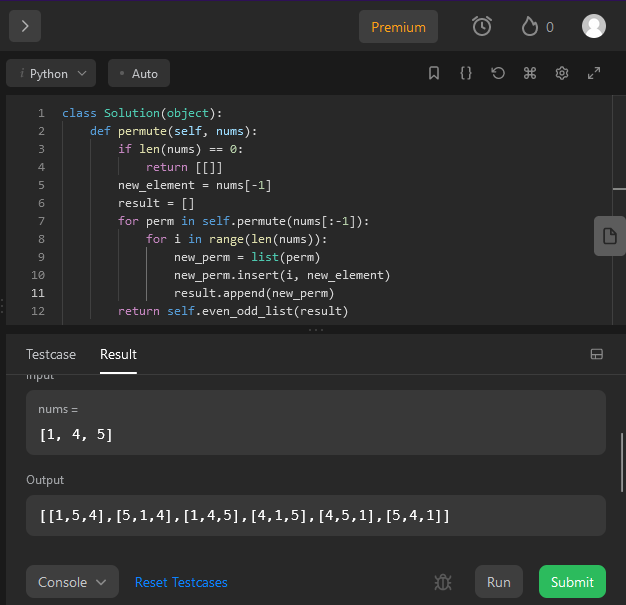 Premium
0
i Python
Auto
1 class Solution(object):
2 def permute(self, nums):
3 if len(nums) == 0:
4 return [[]]
5 new_element = nums[-1]
6 result = []
7 for perm in self.permute(nums[:-1]):
8 for i in range(len(nums)):
9 new_perm = list(perm)
10 new_perm.insert(i, new_element)
11 result.append(new_perm)
12 return self.even_odd_list(result)
Testcase Result
Input
nums =
[1, 4, 5]
Output
[[1,5,4],[5,1,4],[1,4,5],[4,1,5],[4,5,1],[5,4,1]]
Console Reset Testcases Run Submit